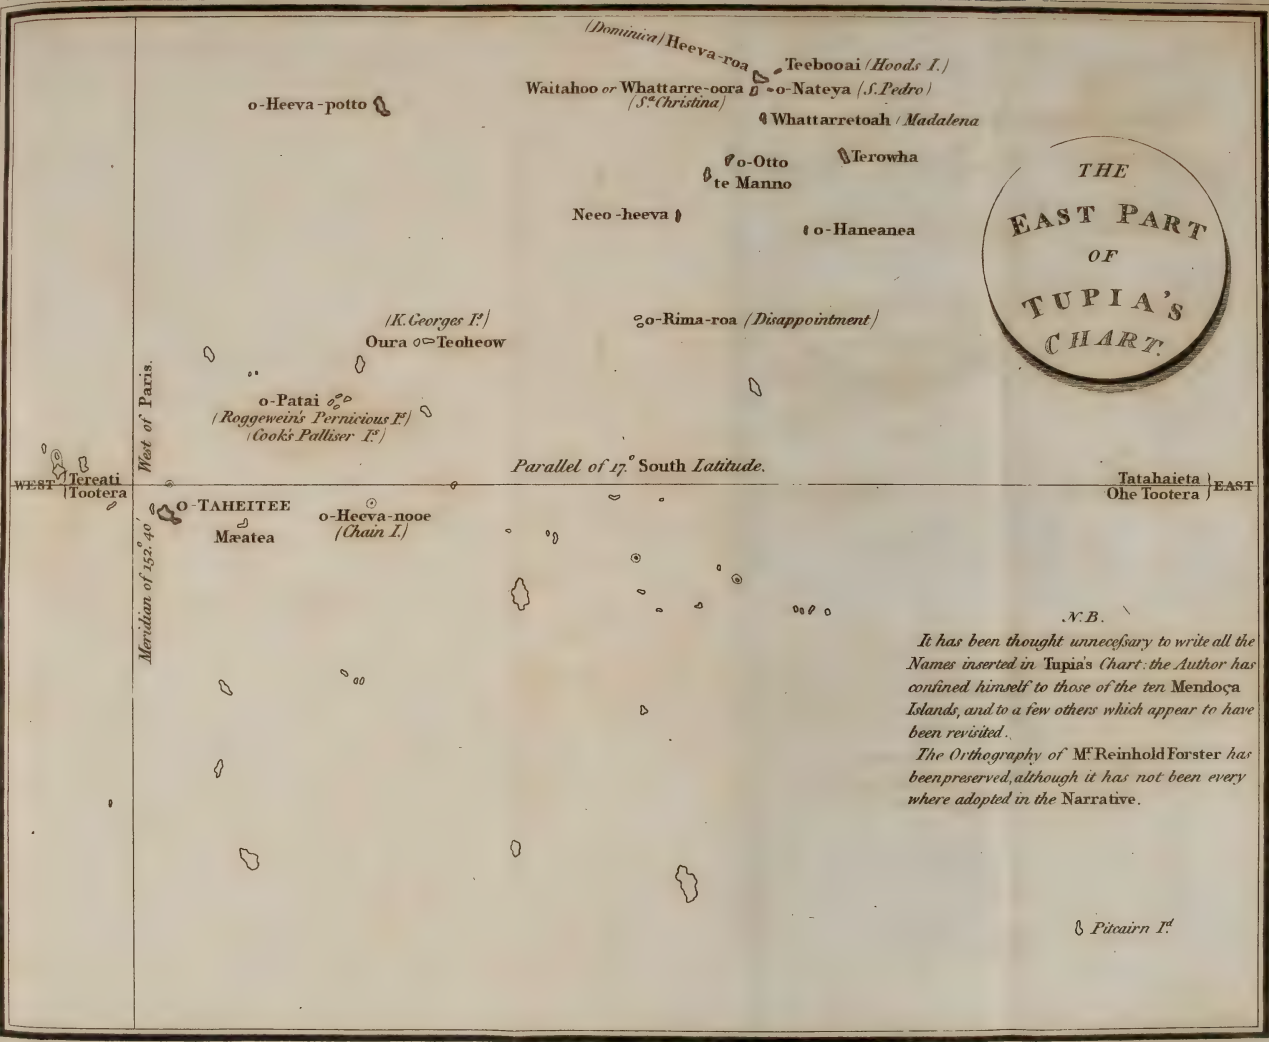 (Dominica) Heeva-roa
Teebooai (Hoods I.)
Waitahoo or Whattarre-oora
o-Nateya (S. Pedro)
(Sᵃ. Christina)
o-Heeva-potto
Whattarretoah (Madalena
o-Otto
Terowha
te Manno
Neeo-heeva
o-Haneanea
THE
EAST PART
OF
TUPIA'S
CHART.
(K. Georges Iˢ.)
Oura
Teoheow
o-Rima-roa (Disappointment)
o-Patai
(Roggewein's Pernicious Iˢ.)
(Cook's Palliser Iˢ.)
Meridian of 152.° 40′ West of Paris.
Parallel of 17.° South Latitude.
WEST
Tereati
Tootera
Tatahaieta
Ohe Tootera
EAST
O-TAHEITEE
Mæatea
o-Heeva-nooe
(Chain I.)
N.B.
It has been thought unneceſsary to write all the
Names inserted in Tupia's Chart: the Author has
confined himself to those of the ten Mendoça
Islands, and to a few others which appear to have
been revisited.
The Orthography of Mʳ. Reinhold Forster has
been preserved, although it has not been every
where adopted in the Narrative.
Pitcairn Iᵈ.